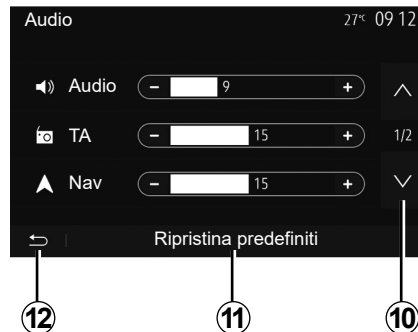 Audio 27°C 09 12
Audio - 9 +
TA - 15 +
1/2
Nav - 15 +
Ripristina predefiniti
12 11 10